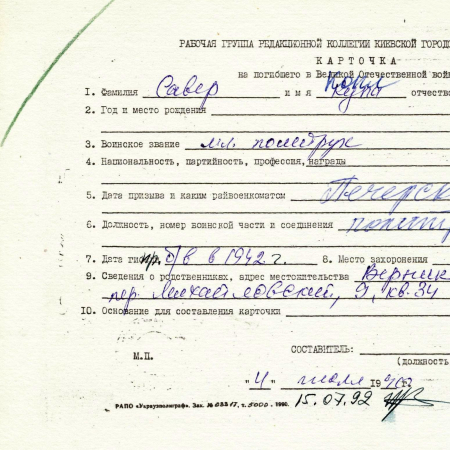 РАБОЧАЯ ГРУППА РЕДАКЦИОННОЙ КОЛЛЕГИИ КИЕВСКОЙ ГОРОДС
КАРТОЧКА
на погибшего в Великой Отечественной вой
1. Фамилия Савер имя отчество
2. Год и место рождения
3. Воинское звание мл. политрук
4. Национальность, партийность, профессия, награды
5. Дата призыва и каким райвоенкоматом Печерск
6. Должность, номер воинской части и соединения политр
7. Дата гибе пр. б/в в 1942 г. 8. Место захоронения
9. Сведения о родственниках, адрес местожительства
пер. Михайловский, 9, кв. 34
10. Основание для составления карточки
СОСТАВИТЕЛЬ:
(должность
М.П.
"4" июля 19
РАПО «Укрвузполиграф». Зак. т. 5000. 1990.
15.07.92